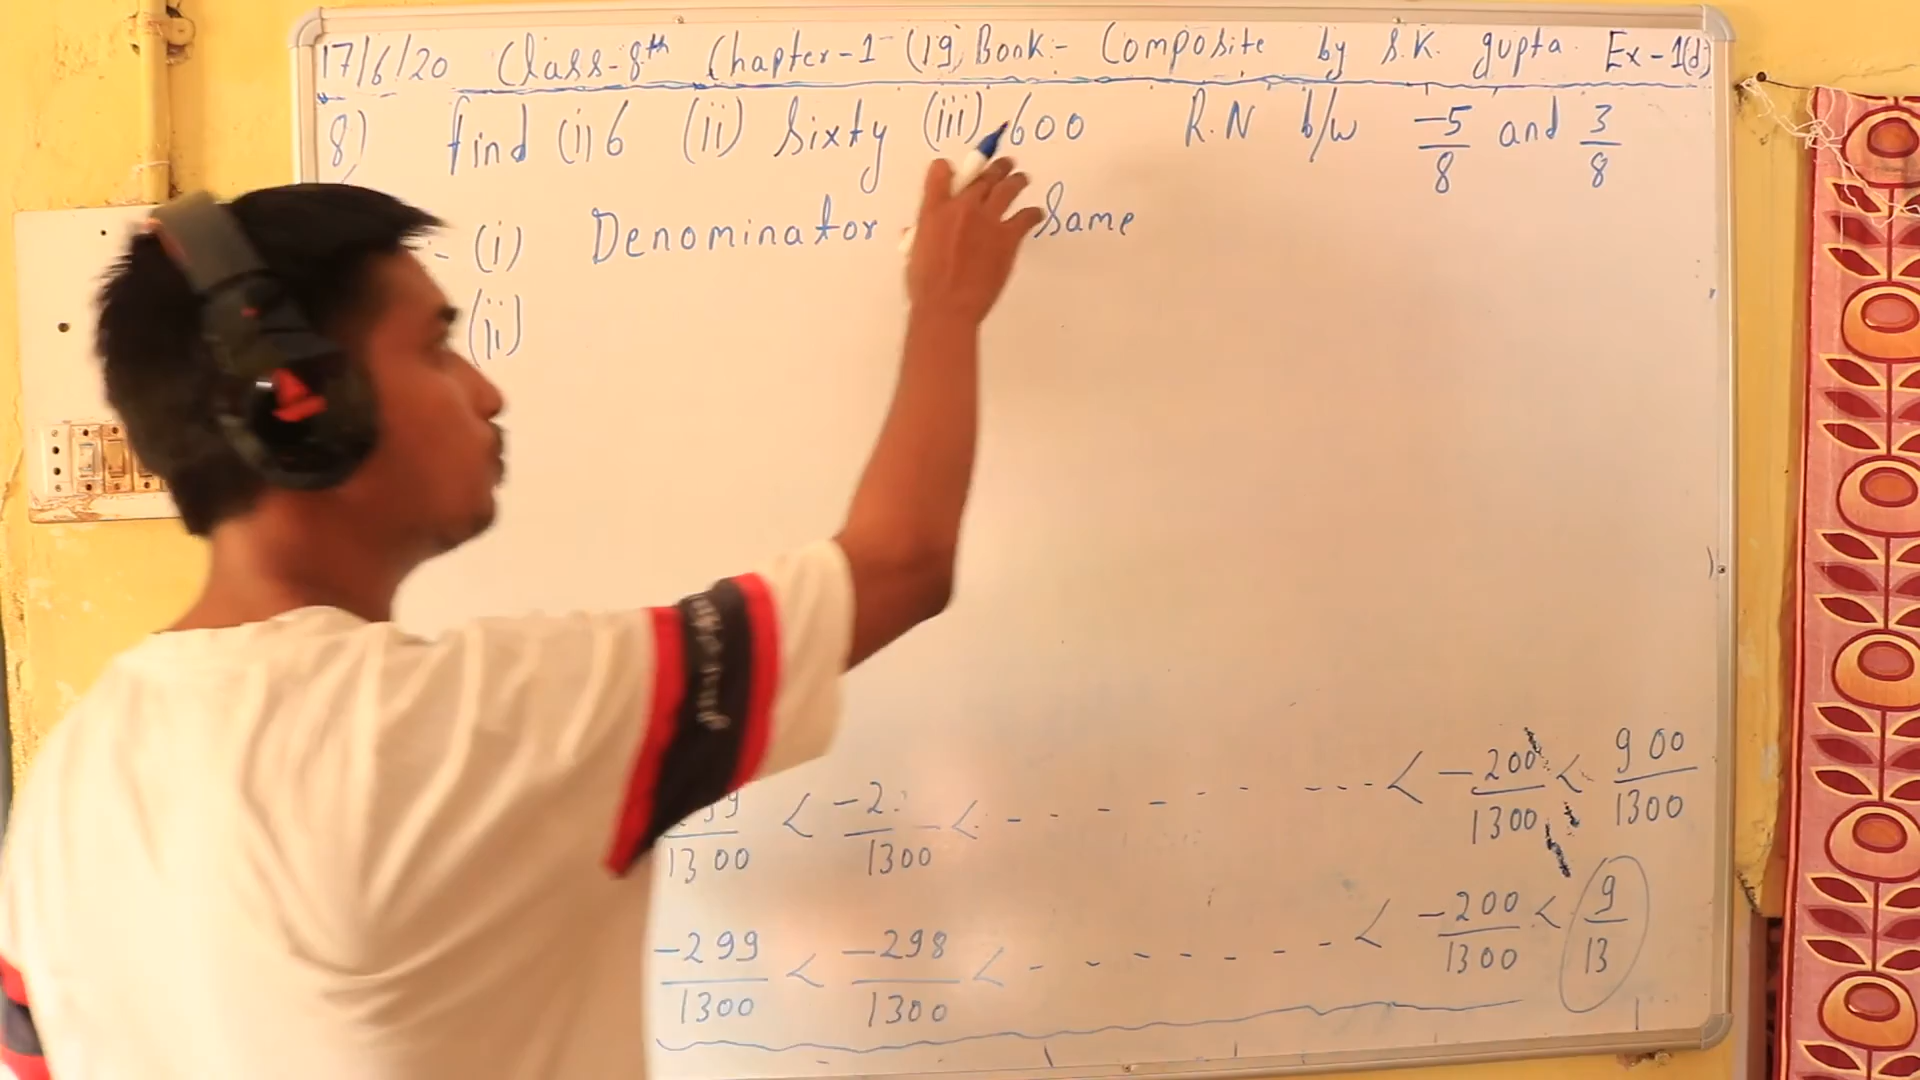 17/6/20 Class-8th Chapter-1 (19) Book:- Composite by S.K. gupta. Ex-1(d)
8) find (i) 6 (ii) Sixty (iii) 600 R.N b/w -5/8 and 3/8
(i) Denominator Same
(ii)
1300 < -2 / 1300 < - - - - - - - < -200/1300 < 900/1300
-299/1300 < -298/1300 < - - - - - - - < -200/1300 < 9/13